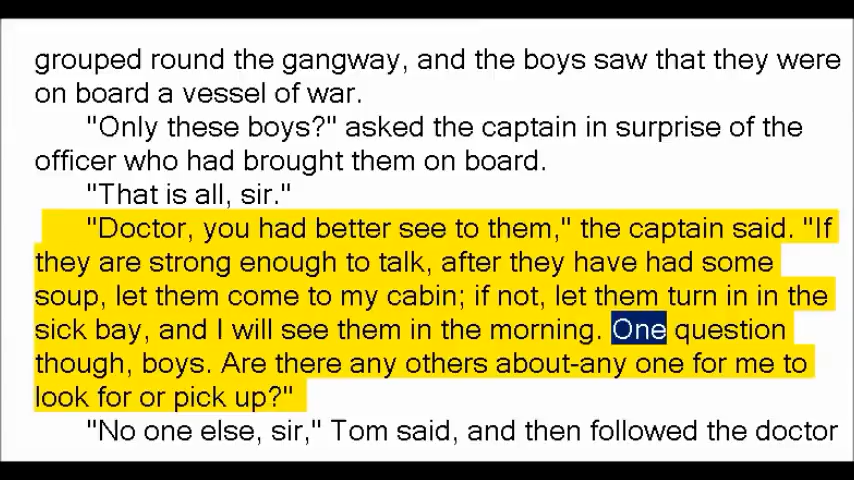 grouped round the gangway, and the boys saw that they were
on board a vessel of war.
"Only these boys?" asked the captain in surprise of the
officer who had brought them on board.
"That is all, sir."
"Doctor, you had better see to them," the captain said. "If
they are strong enough to talk, after they have had some
soup, let them come to my cabin; if not, let them turn in in the
sick bay, and I will see them in the morning. One question
though, boys. Are there any others about-any one for me to
look for or pick up?"
"No one else, sir," Tom said, and then followed the doctor